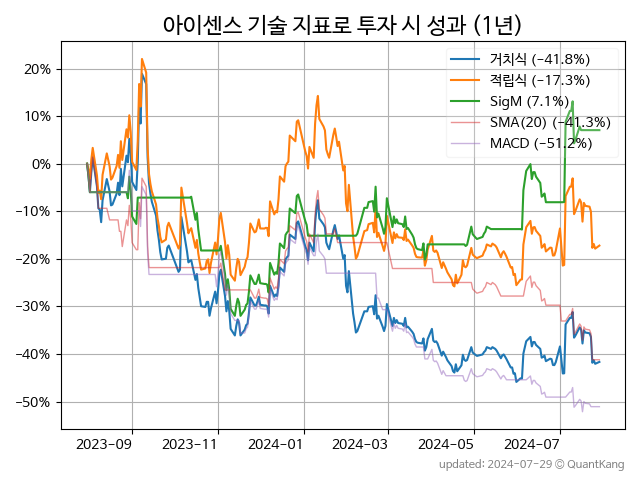 아이센스 기술 지표로 투자 시 성과 (1년)
거치식 (−41.8%)
적립식 (−17.3%)
SigM (7.1%)
SMA(20) (−41.3%)
MACD (−51.2%)
20%
10%
0%
−10%
−20%
−30%
−40%
−50%
2023−09 2023−11 2024−01 2024−03 2024−05 2024−07
updated: 2024-07-29 © QuantKang